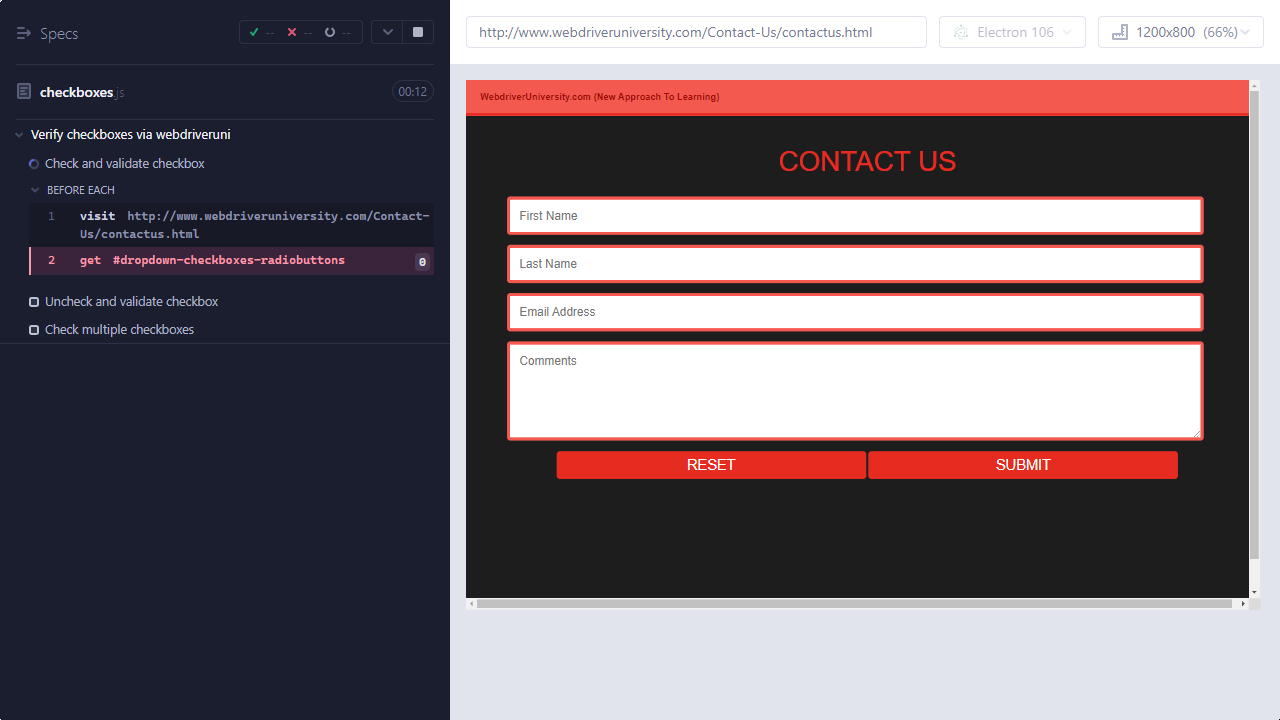 Specs
-- -- --
checkboxes.js 00:12
Verify checkboxes via webdriveruni
Check and validate checkbox
BEFORE EACH
1 visit http://www.webdriveruniversity.com/Contact-
Us/contactus.html
2 get #dropdown-checkboxes-radiobuttons 0
Uncheck and validate checkbox
Check multiple checkboxes
http://www.webdriveruniversity.com/Contact-Us/contactus.html
Electron 106
1200x800 (66%)
WebdriverUniversity.com (New Approach To Learning)
CONTACT US
First Name
Last Name
Email Address
Comments
RESET SUBMIT